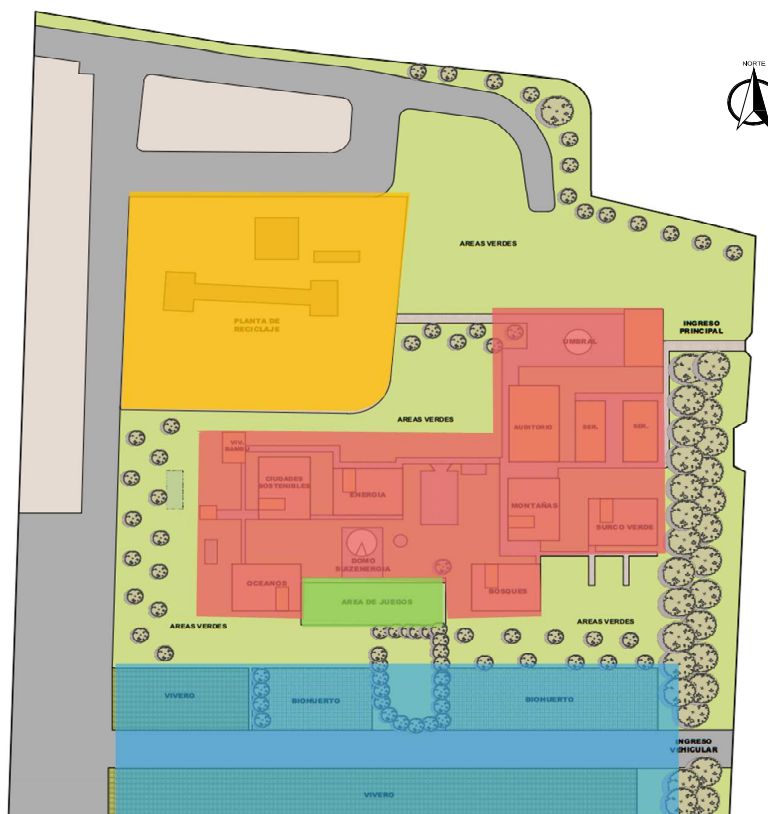 NORTE
AREAS VERDES
PLANTA DE
RECICLAJE
INGRESO
PRINCIPAL
UMBRAL
AREAS VERDES
AUDITORIO
SER.
SER.
VIV.
BAMBU
CIUDADES
SOSTENIBLES
ENERGIA
MONTAÑAS
SURCO VERDE
DOMO
SUIZENERGIA
OCEANOS
BOSQUES
AREA DE JUEGOS
AREAS VERDES
AREAS VERDES
VIVERO
BIOHUERTO
BIOHUERTO
INGRESO
VEHICULAR
VIVERO